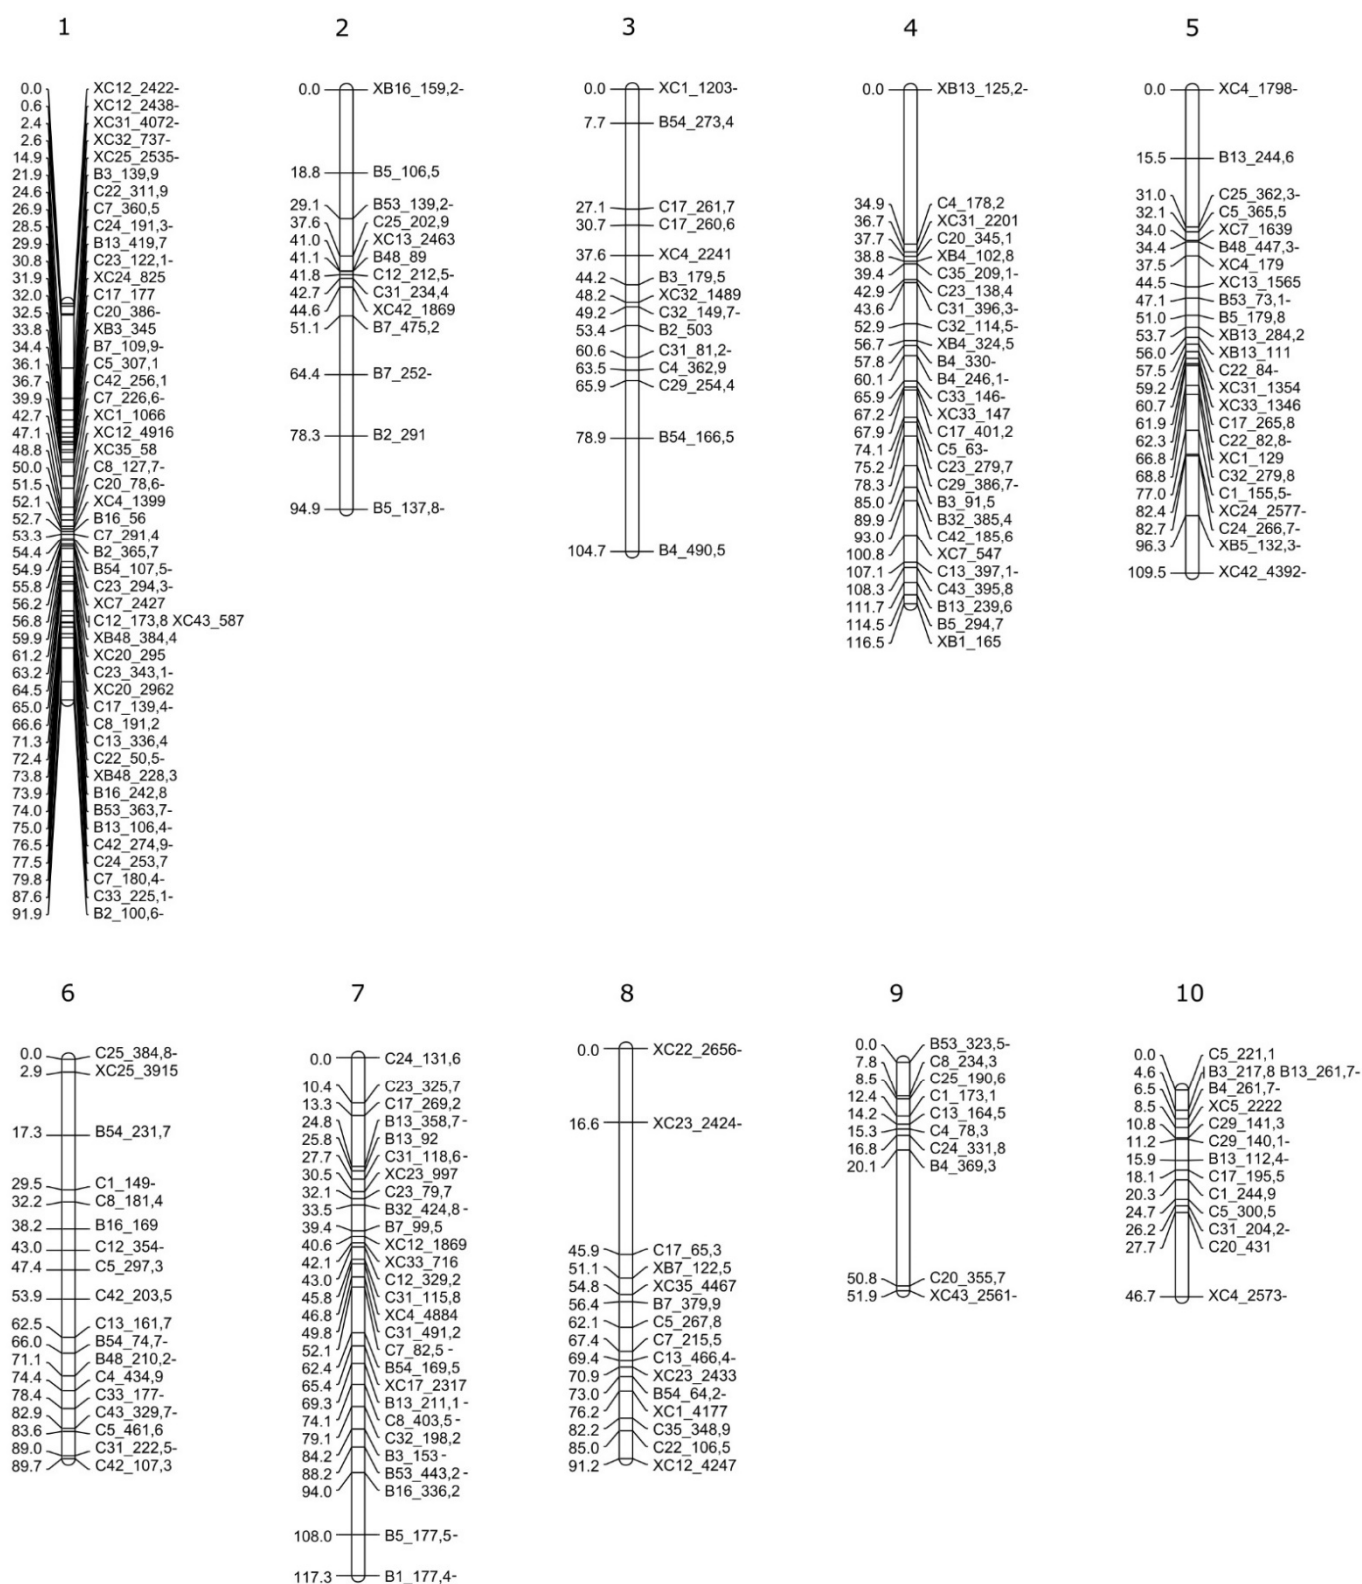 1
0.0 XC12_2422-
0.6 XC12_2438-
2.4 XC31_4072-
2.6 XC32_737-
14.9 XC25_2535-
21.9 B3_139,9
24.6 C22_311,9
26.9 C7_360,5
28.5 C24_191,3-
29.9 B13_419,7
30.8 C23_122,1-
31.9 XC24_825
32.0 C17_177
32.5 C20_386-
33.8 XB3_345
34.4 B7_109,9-
36.1 C5_307,1
36.7 C42_256,1
39.9 C7_226,6-
42.7 XC1_1066
47.1 XC12_4916
48.8 XC35_58
50.0 C8_127,7-
51.5 C20_78,6-
52.1 XC4_1399
52.7 B16_56
53.3 C7_291,4
54.4 B2_365,7
54.9 B54_107,5-
55.8 C23_294,3-
56.2 XC7_2427
56.8 C12_173,8 XC43_587
59.9 XB48_384,4
61.2 XC20_295
63.2 C23_343,1-
64.5 XC20_2962
65.0 C17_139,4-
66.6 C8_191,2
71.3 C13_336,4
72.4 C22_50,5-
73.8 XB48_228,3
73.9 B16_242,8
74.0 B53_363,7-
75.0 B13_106,4-
76.5 C42_274,9-
77.5 C24_253,7
79.8 C7_180,4-
87.6 C33_225,1-
91.9 B2_100,6-
2
0.0 XB16_159,2-
18.8 B5_106,5
29.1 B53_139,2-
37.6 C25_202,9
41.0 XC13_2463
41.1 B48_89
41.8 C12_212,5-
42.7 C31_234,4
44.6 XC42_1869
51.1 B7_475,2
64.4 B7_252-
78.3 B2_291
94.9 B5_137,8-
3
0.0 XC1_1203-
7.7 B54_273,4
27.1 C17_261,7
30.7 C17_260,6
37.6 XC4_2241
44.2 B3_179,5
48.2 XC32_1489
49.2 C32_149,7-
53.4 B2_503
60.6 C31_81,2-
63.5 C4_362,9
65.9 C29_254,4
78.9 B54_166,5
104.7 B4_490,5
4
0.0 XB13_125,2-
34.9 C4_178,2
36.7 XC31_2201
37.7 C20_345,1
38.8 XB4_102,8
39.4 C35_209,1-
42.9 C23_138,4
43.6 C31_396,3-
52.9 C32_114,5-
56.7 XB4_324,5
57.8 B4_330-
60.1 B4_246,1-
65.9 C33_146-
67.2 XC33_147
67.9 C17_401,2
74.1 C5_63-
75.2 C23_279,7
78.3 C29_386,7-
85.0 B3_91,5
89.9 B32_385,4
93.0 C42_185,6
100.8 XC7_547
107.1 C13_397,1-
108.3 C43_395,8
111.7 B13_239,6
114.5 B5_294,7
116.5 XB1_165
5
0.0 XC4_1798-
15.5 B13_244,6
31.0 C25_362,3-
32.1 C5_365,5
34.0 XC7_1639
34.4 B48_447,3-
37.5 XC4_179
44.5 XC13_1565
47.1 B53_73,1-
51.0 B5_179,8
53.7 XB13_284,2
56.0 XB13_111
57.5 C22_84-
59.2 XC31_1354
60.7 XC33_1346
61.9 C17_265,8
62.3 C22_82,8-
66.8 XC1_129
68.8 C32_279,8
77.0 C1_155,5-
82.4 XC24_2577-
82.7 C24_266,7-
96.3 XB5_132,3-
109.5 XC42_4392-
6
0.0 C25_384,8-
2.9 XC25_3915
17.3 B54_231,7
29.5 C1_149-
32.2 C8_181,4
38.2 B16_169
43.0 C12_354-
47.4 C5_297,3
53.9 C42_203,5
62.5 C13_161,7
66.0 B54_74,7-
71.1 B48_210,2-
74.4 C4_434,9
78.4 C33_177-
82.9 C43_329,7-
83.6 C5_461,6
89.0 C31_222,5-
89.7 C42_107,3
7
0.0 C24_131,6
10.4 C23_325,7
13.3 C17_269,2
24.8 B13_358,7-
25.8 B13_92
27.7 C31_118,6-
30.5 XC23_997
32.1 C23_79,7
33.5 B32_424,8-
39.4 B7_99,5
40.6 XC12_1869
42.1 XC33_716
43.0 C12_329,2
45.8 C31_115,8
46.8 XC4_4884
49.8 C31_491,2
52.1 C7_82,5 -
62.4 B54_169,5
65.4 XC17_2317
69.3 B13_211,1-
74.1 C8_403,5 -
79.1 C32_198,2
84.2 B3_153 -
88.2 B53_443,2-
94.0 B16_336,2
108.0 B5_177,5-
117.3 B1_177,4-
8
0.0 XC22_2656-
16.6 XC23_2424-
45.9 C17_65,3
51.1 XB7_122,5
54.8 XC35_4467
56.4 B7_379,9
62.1 C5_267,8
67.4 C7_215,5
69.4 C13_466,4-
70.9 XC23_2433
73.0 B54_64,2-
76.2 XC1_4177
82.2 C35_348,9
85.0 C22_106,5
91.2 XC12_4247
9
0.0 B53_323,5-
7.8 C8_234,3
8.5 C25_190,6
12.4 C1_173,1
14.2 C13_164,5
15.3 C4_78,3
16.8 C24_331,8
20.1 B4_369,3
50.8 C20_355,7
51.9 XC43_2561-
10
0.0 C5_221,1
4.6 B3_217,8 B13_261,7-
6.5 B4_261,7-
8.5 XC5_2222
10.8 C29_141,3
11.2 C29_140,1-
15.9 B13_112,4-
18.1 C17_195,5
20.3 C1_244,9
24.7 C5_300,5
26.2 C31_204,2-
27.7 C20_431
46.7 XC4_2573-